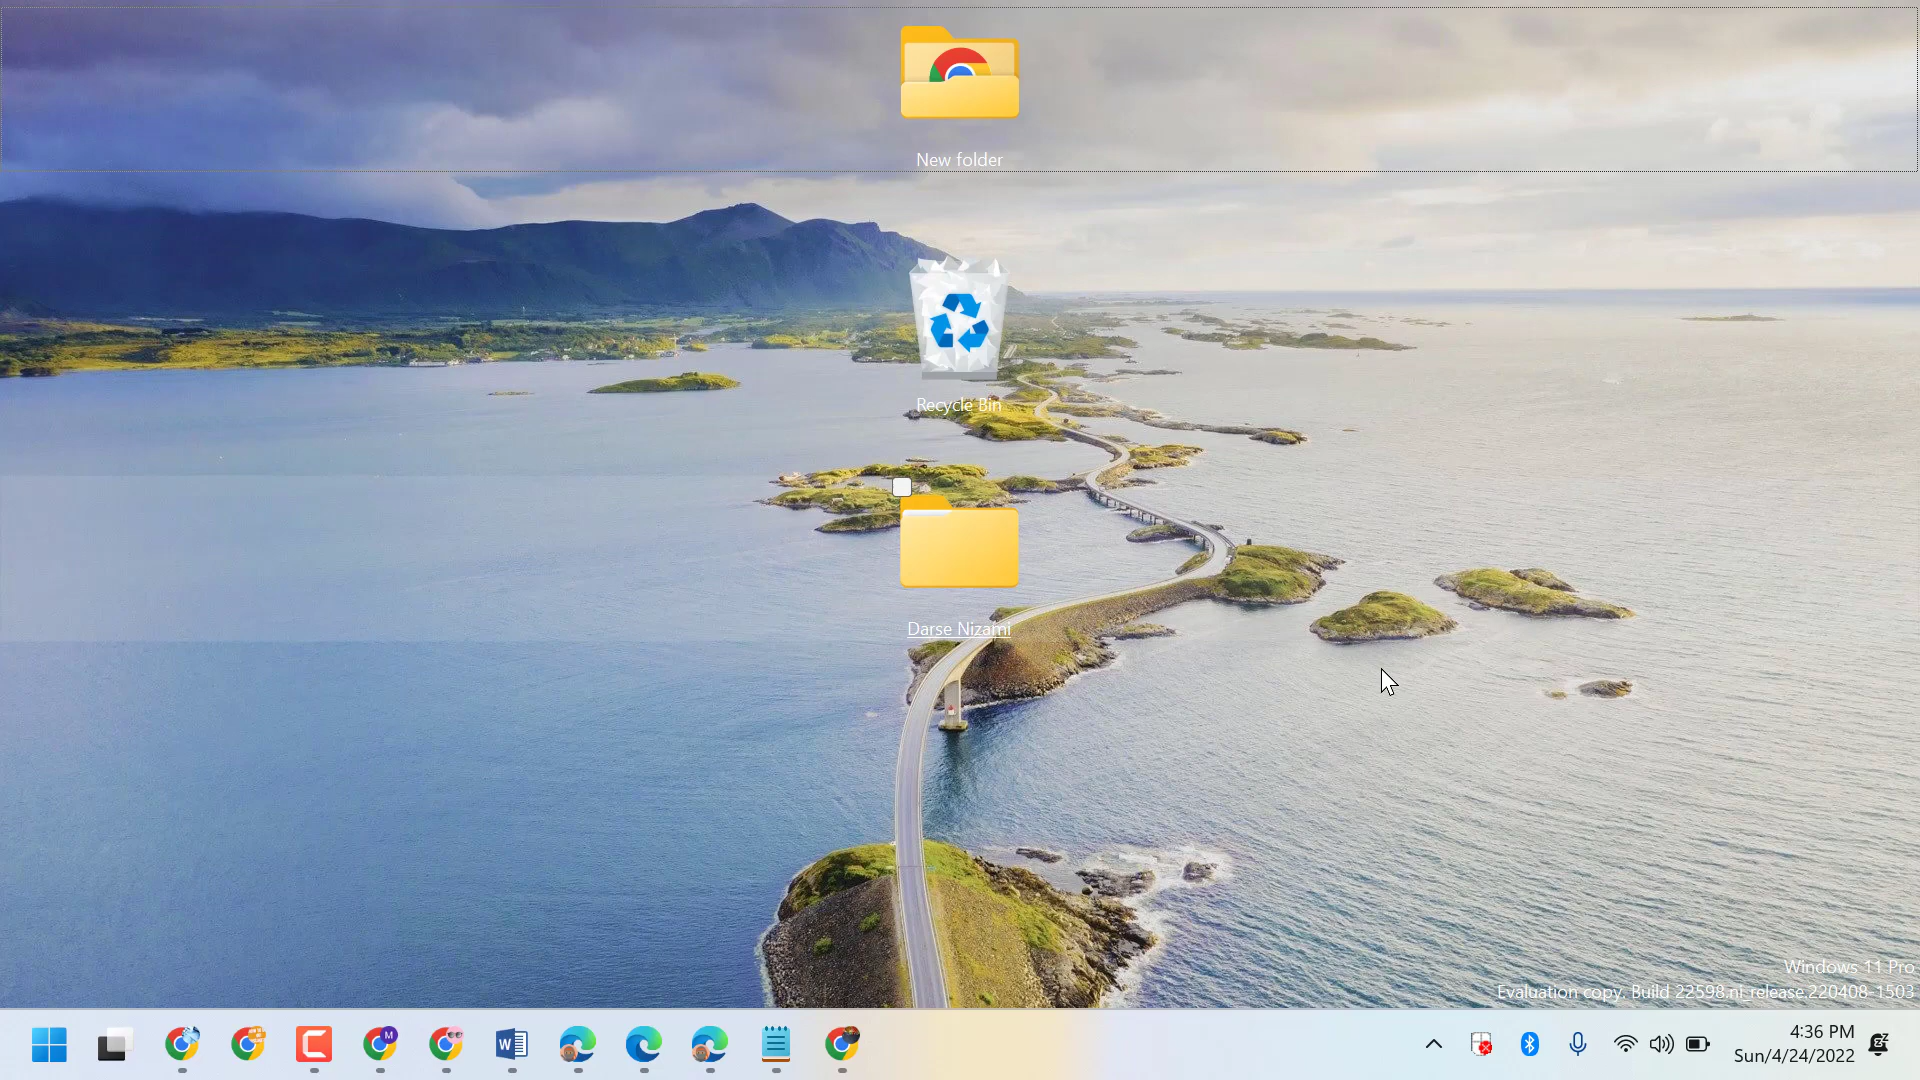 New folder
Recycle Bin
Darse Nizami
Windows 11 Pro
Evaluation copy. Build 22598.ni_release.220408-1503
M
W
4:36 PM
Sun/4/24/2022